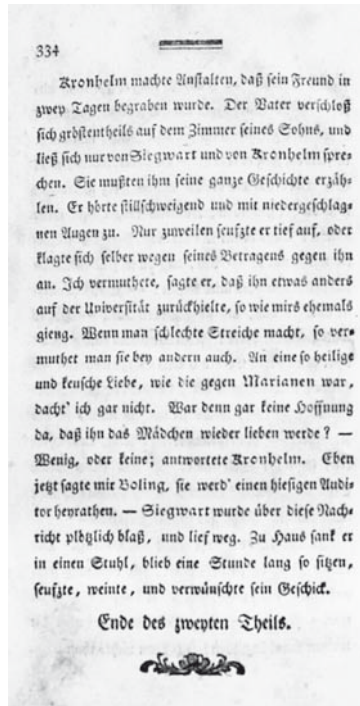 334
Kronhelm machte Anstalten, daß sein Freund in
zwey Tagen begraben wurde. Der Vater verschloß
sich gröstentheils auf dem Zimmer seines Sohns, und
ließ sich nur von Siegwart und von Kronhelm spre-
chen. Sie mußten ihm seine ganze Geschichte erzäh-
len. Er hörte stillschweigend und mit niedergeschlag-
nen Augen zu. Nur zuweilen seufzte er tief auf, oder
klagte sich selber wegen seines Betragens gegen ihn
an. Ich vermuthete, sagte er, daß ihn etwas anders
auf der Universität zurückhielte, so wie mirs ehemals
gieng. Wenn man schlechte Streiche macht, so ver-
muthet man sie bey andern auch. An eine so heilige
und keusche Liebe, wie die gegen Marianen war,
dacht' ich gar nicht. War denn gar keine Hoffnung
da, daß ihn das Mädchen wieder lieben werde? —
Wenig, oder keine; antwortete Kronhelm. Eben
jetzt sagte mir Boling, sie werd' einen hiesigen Audi-
tor heyrathen. — Siegwart wurde über diese Nach-
richt plötzlich blaß, und lief weg. Zu Haus sank er
in einen Stuhl, blieb eine Stunde lang so sitzen,
seufzte, weinte, und verwünschte sein Geschick.
Ende des zweyten Theils.